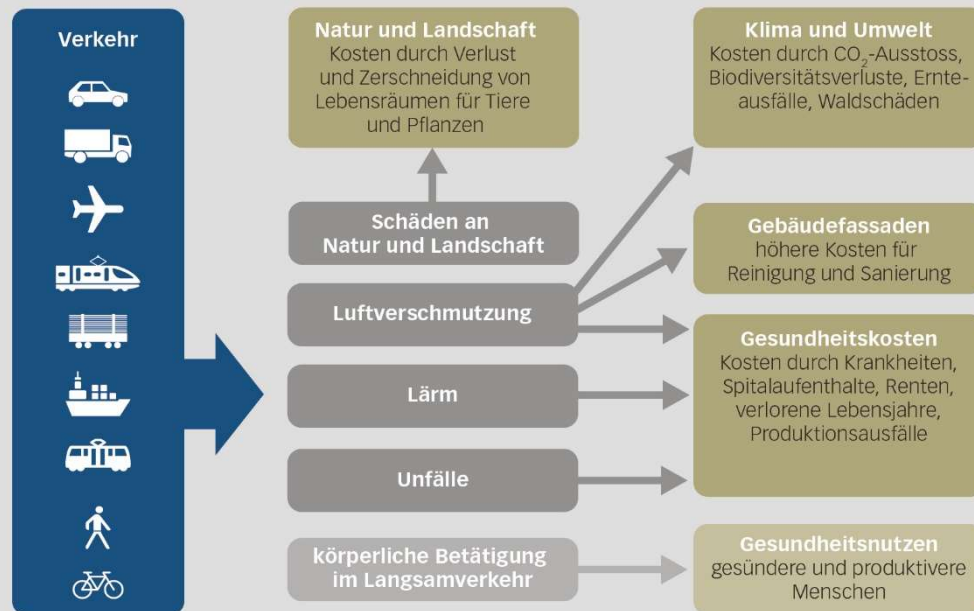 Verkehr
Natur und Landschaft
Kosten durch Verlust
und Zerschneidung von
Lebensräumen für Tiere
und Pflanzen
Klima und Umwelt
Kosten durch CO₂-Ausstoss,
Biodiversitätsverluste, Ernte-
ausfälle, Waldschäden
Schäden an
Natur und Landschaft
Gebäudefassaden
höhere Kosten für
Reinigung und Sanierung
Luftverschmutzung
Gesundheitskosten
Kosten durch Krankheiten,
Spitalaufenthalte, Renten,
verlorene Lebensjahre,
Produktionsausfälle
Lärm
Unfälle
körperliche Betätigung
im Langsamverkehr
Gesundheitsnutzen
gesündere und produktivere
Menschen